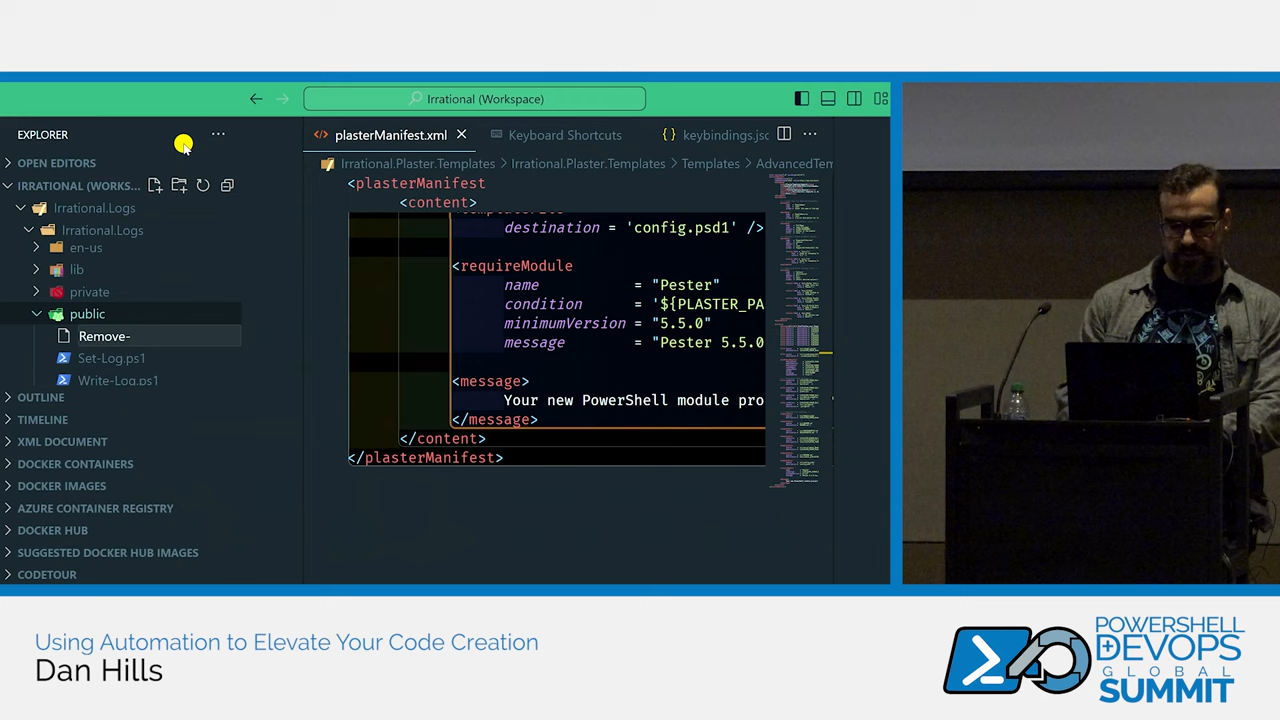 Irrational (Workspace)
EXPLORER
plasterManifest.xml
Keyboard Shortcuts
keybindings.jsc
OPEN EDITORS
Irrational.Plaster.Templates > Irrational.Plaster.Templates > Templates > AdvancedTem
IRRATIONAL (WORKS...
Irrational.Logs
Irrational.Logs
en-us
lib
private
public
Remove-
Set-Log.ps1
Write-Log.ps1
OUTLINE
TIMELINE
XML DOCUMENT
DOCKER CONTAINERS
DOCKER IMAGES
AZURE CONTAINER REGISTRY
DOCKER HUB
SUGGESTED DOCKER HUB IMAGES
CODETOUR
<plasterManifest
<content>
destination = 'config.psd1' />
<requireModule
name = "Pester"
condition = '${PLASTER_PA
minimumVersion = "5.5.0"
message = "Pester 5.5.0
<message>
Your new PowerShell module pro
</message>
</content>
</plasterManifest>
Using Automation to Elevate Your Code Creation
Dan Hills
POWERSHELL
DEVOPS
GLOBAL
SUMMIT